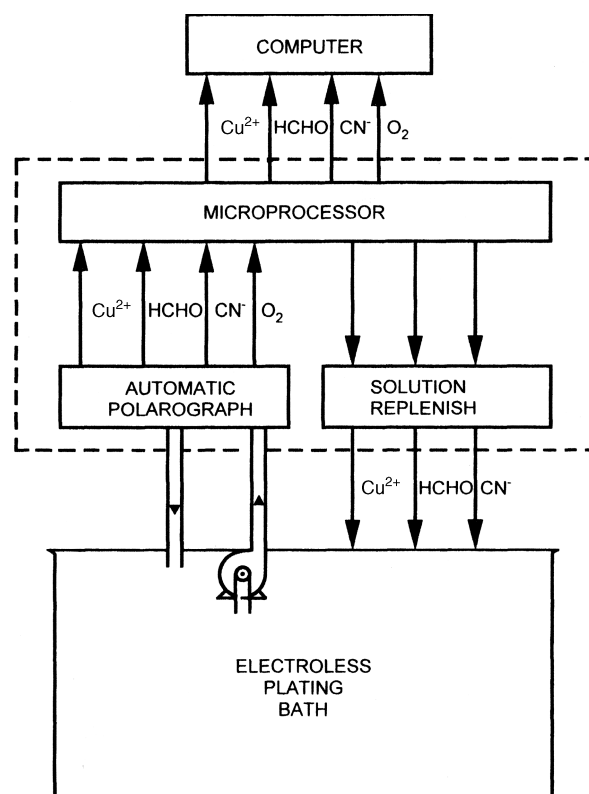 COMPUTER
Cu²⁺ HCHO CN⁻ O₂
MICROPROCESSOR
Cu²⁺ HCHO CN⁻ O₂
AUTOMATIC
POLAROGRAPH
SOLUTION
REPLENISH
Cu²⁺ HCHO CN⁻
ELECTROLESS
PLATING
BATH